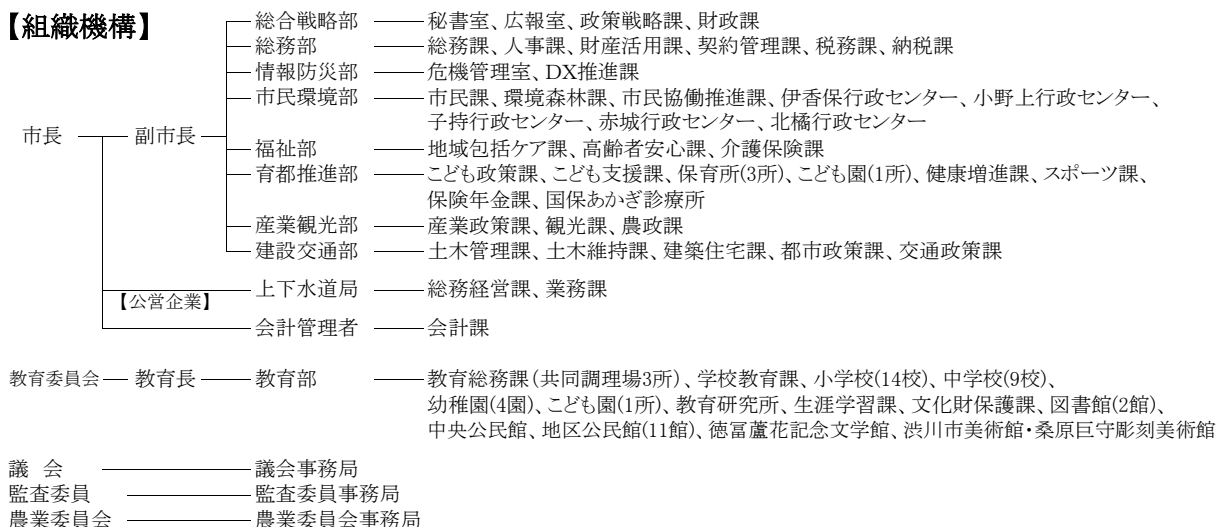 【組織機構】
総合戦略部 秘書室、広報室、政策戦略課、財政課
総務部 総務課、人事課、財産活用課、契約管理課、税務課、納税課
情報防災部 危機管理室、DX推進課
市民環境部 市民課、環境森林課、市民協働推進課、伊香保行政センター、小野上行政センター、
子持行政センター、赤城行政センター、北橘行政センター
市長 副市長
福祉部 地域包括ケア課、高齢者安心課、介護保険課
育都推進部 こども政策課、こども支援課、保育所(3所)、こども園(1所)、健康増進課、スポーツ課、
保険年金課、国保あかぎ診療所
産業観光部 産業政策課、観光課、農政課
建設交通部 土木管理課、土木維持課、建築住宅課、都市政策課、交通政策課
上下水道局 総務経営課、業務課
【公営企業】
会計管理者 会計課
教育委員会 教育長 教育部 教育総務課(共同調理場3所)、学校教育課、小学校(14校)、中学校(9校)、
幼稚園(4園)、こども園(1所)、教育研究所、生涯学習課、文化財保護課、図書館(2館)、
中央公民館、地区公民館(11館)、徳冨蘆花記念文学館、渋川市美術館・桑原巨守彫刻美術館
議 会 議会事務局
監査委員 監査委員事務局
農業委員会 農業委員会事務局